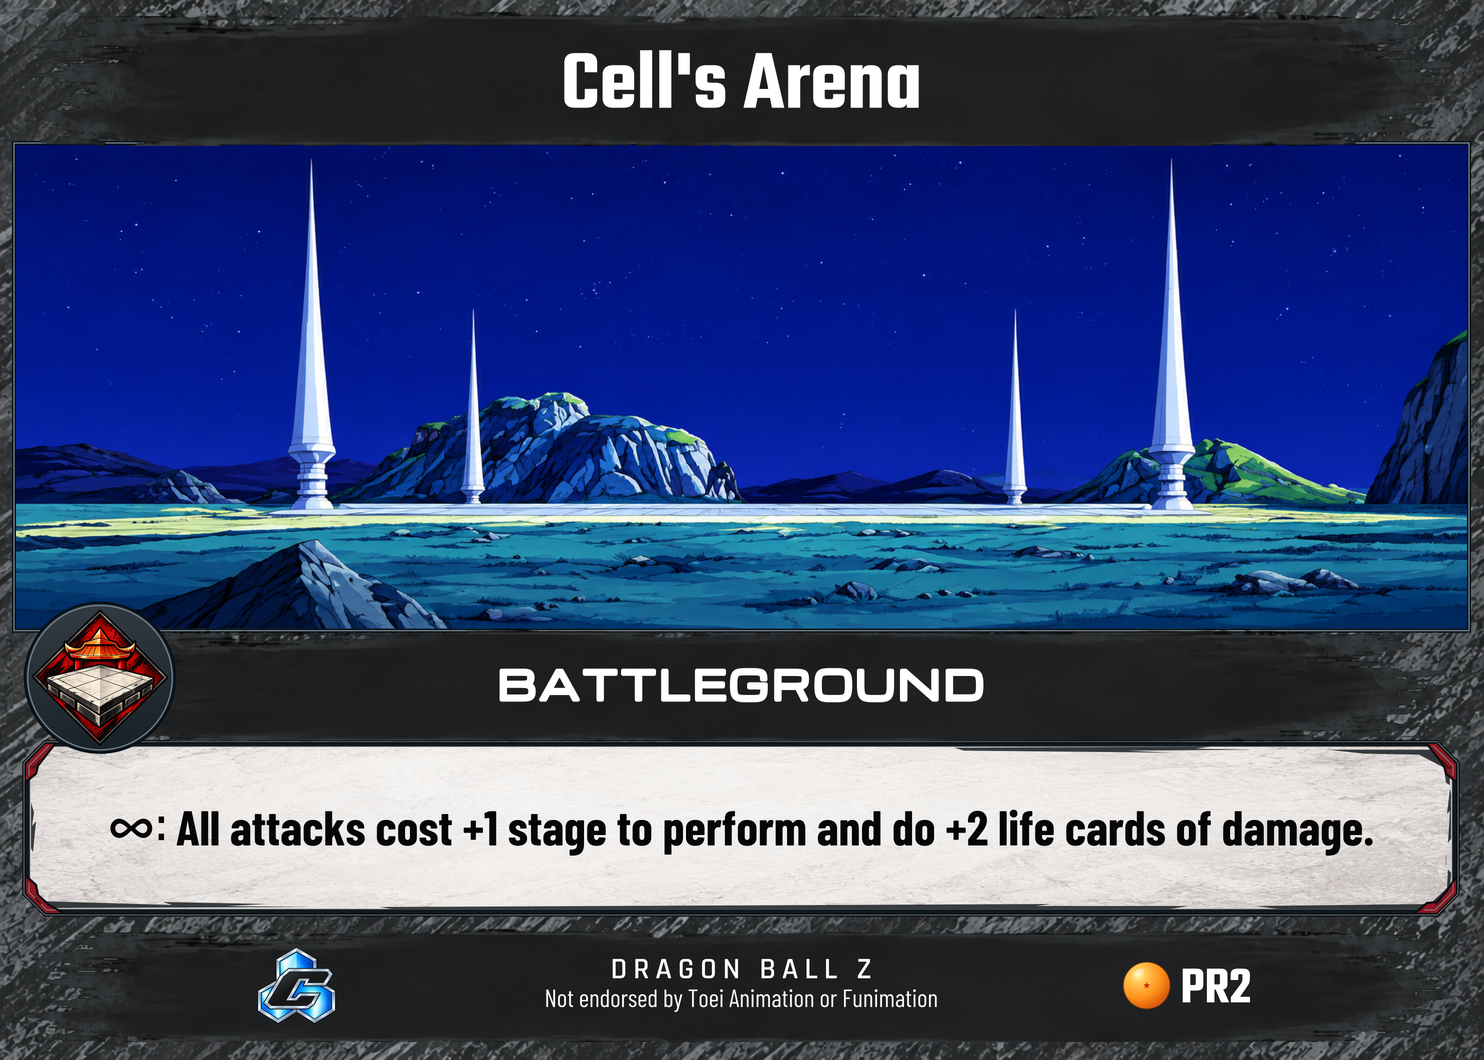 Cell's Arena
BATTLEGROUND
∞: All attacks cost +1 stage to perform and do +2 life cards of damage.
G
DRAGON BALL Z
Not endorsed by Toei Animation or Funimation
PR2